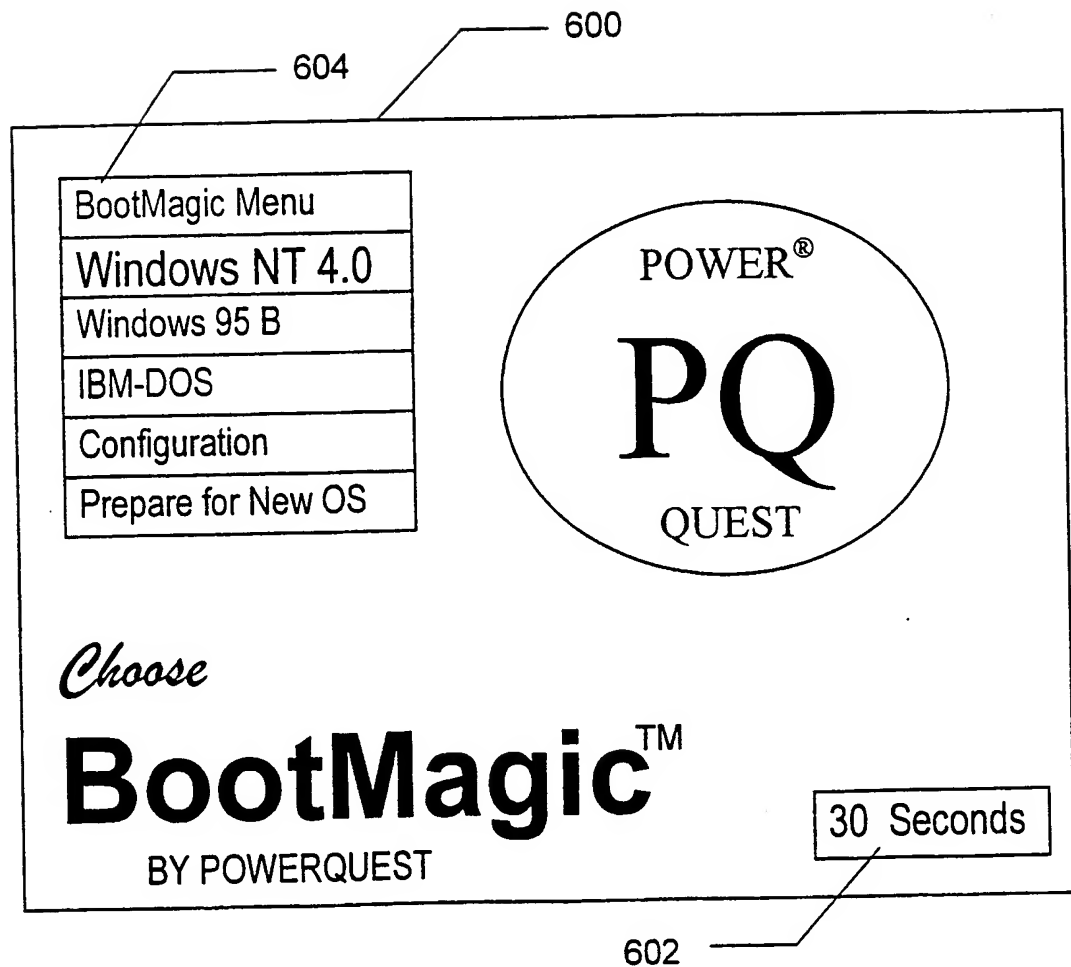 600
604
BootMagic Menu
Windows NT 4.0
Windows 95 B
IBM-DOS
Configuration
Prepare for New OS
POWER®
PQ
QUEST
Choose
BootMagic™
BY POWERQUEST
30 Seconds
602